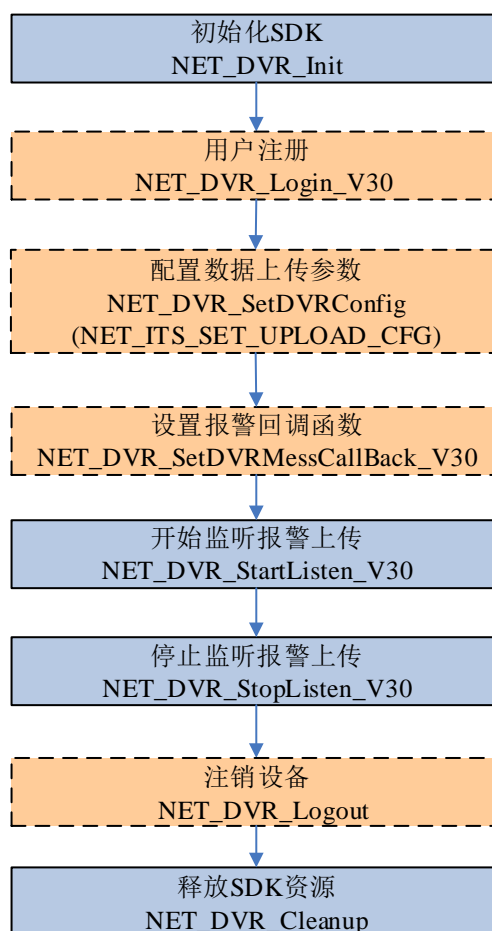 初始化SDK
NET_DVR_Init
用户注册
NET_DVR_Login_V30
配置数据上传参数
NET_DVR_SetDVRConfig
(NET_ITS_SET_UPLOAD_CFG)
设置报警回调函数
NET_DVR_SetDVRMessCallBack_V30
开始监听报警上传
NET_DVR_StartListen_V30
停止监听报警上传
NET_DVR_StopListen_V30
注销设备
NET_DVR_Logout
释放SDK资源
NET_DVR_Cleanup